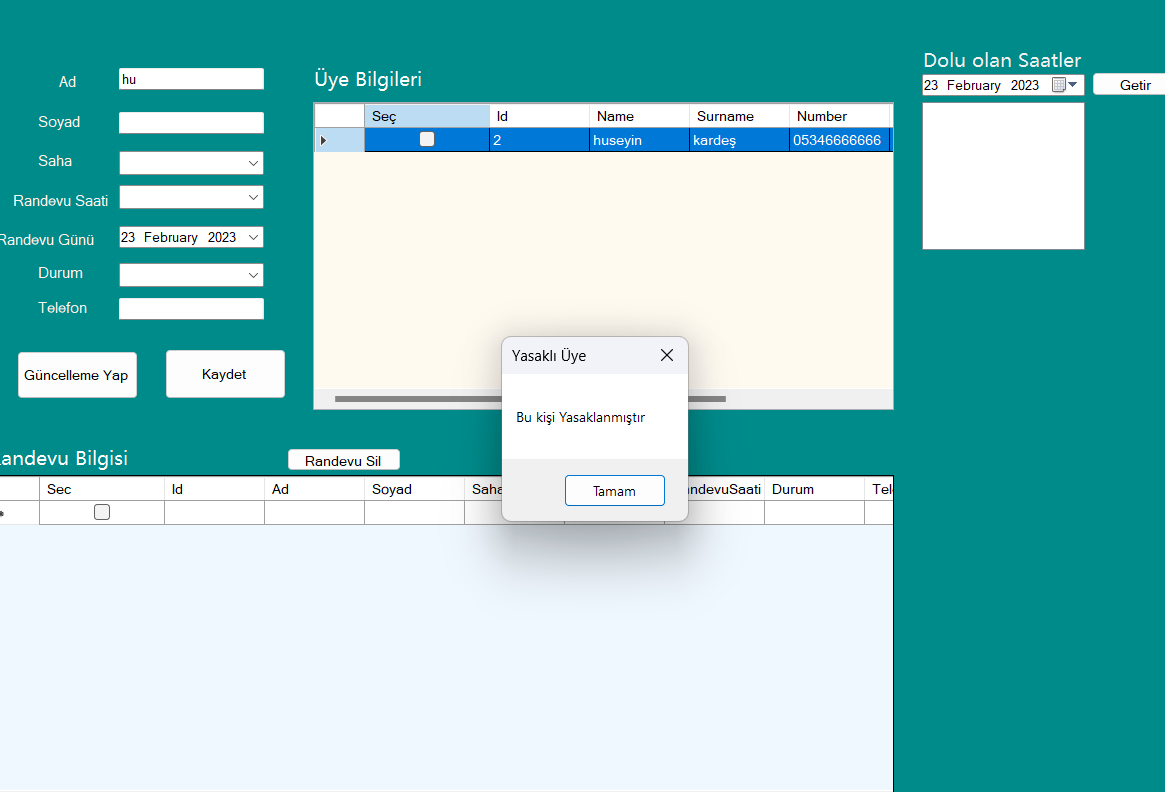 Ad
hu
Soyad
Saha
Randevu Saati
Randevu Günü
23 February 2023
Durum
Telefon
Güncelleme Yap
Kaydet
Üye Bilgileri
Seç Id Name Surname Number
2 huseyin kardeş 05346666666
Dolu olan Saatler
23 February 2023
Getir
Yasaklı Üye
Bu kişi Yasaklanmıştır
Tamam
andevu Bilgisi
Randevu Sil
Sec Id Ad Soyad Saha ndevuSaati Durum Tel